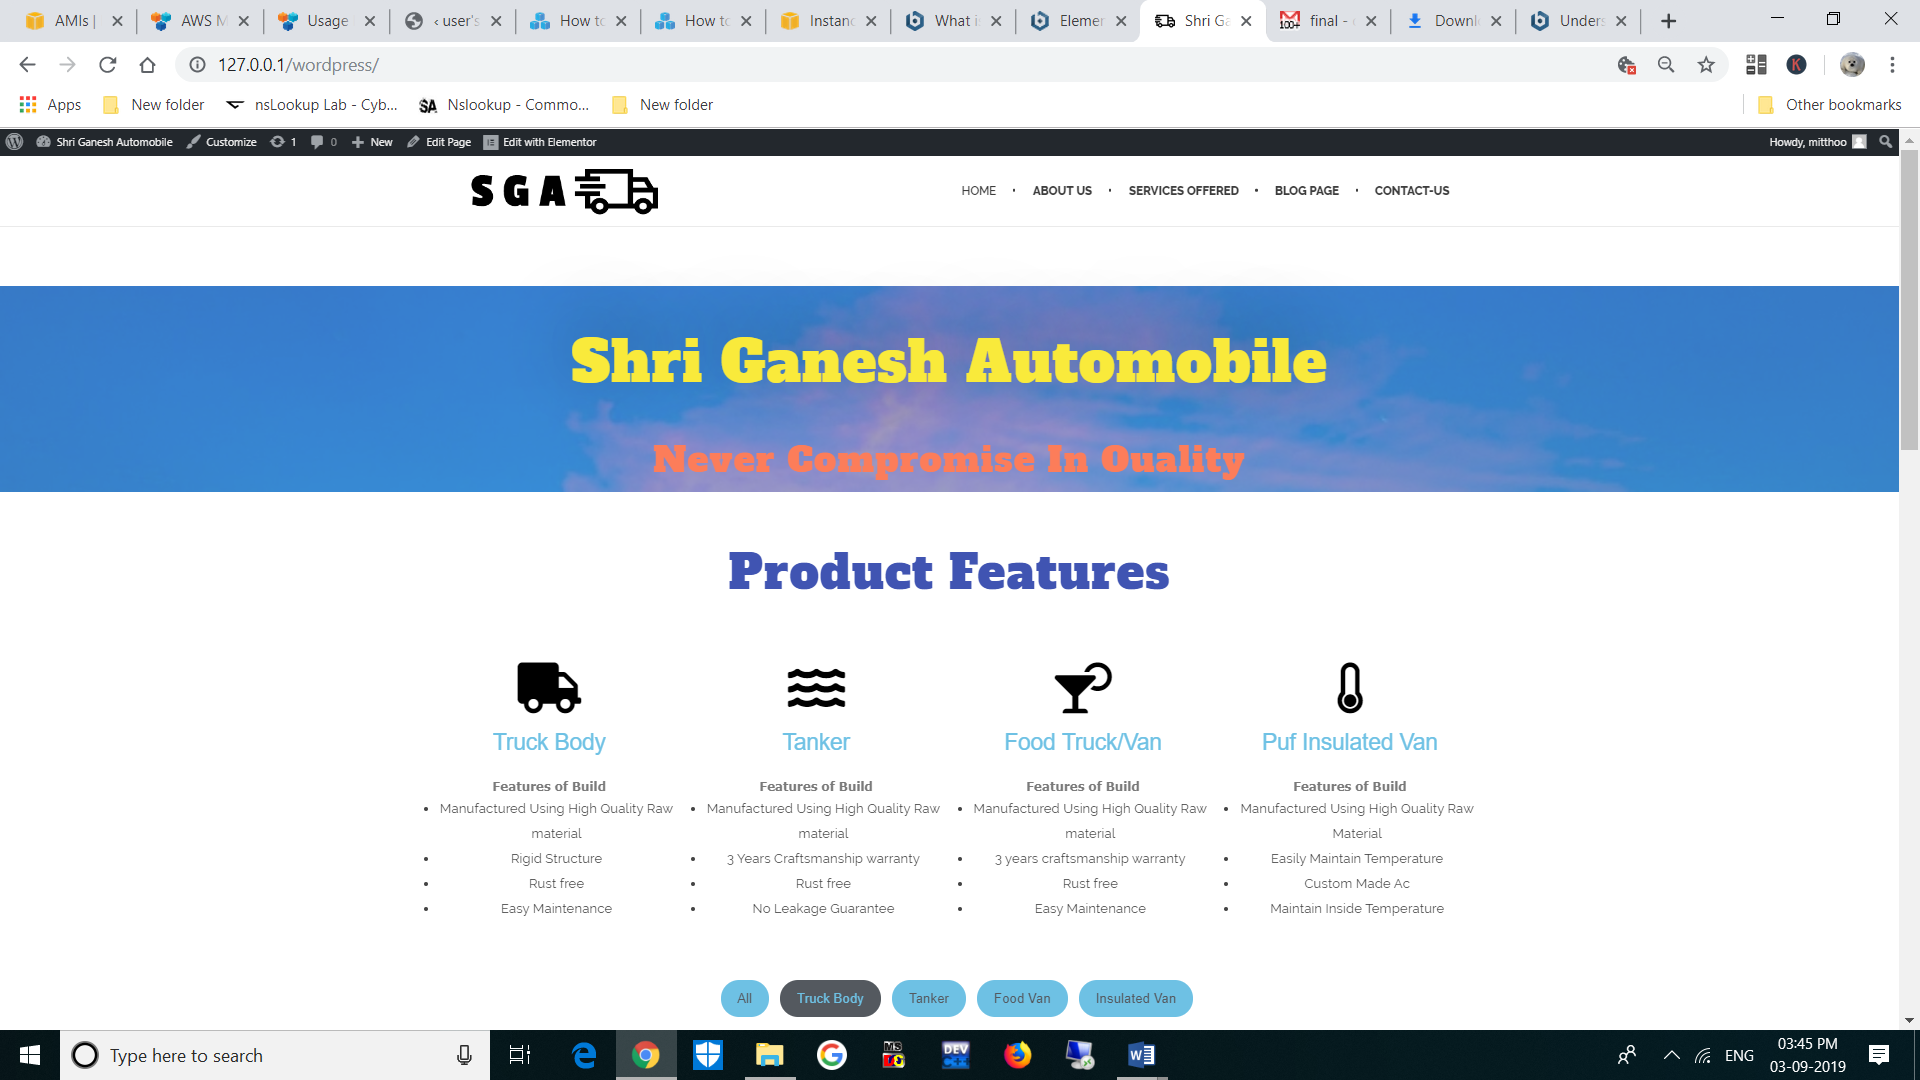 AMIs |
AWS M
Usage
‹ user's
How to
How to
Instanc
What i
Elemen
Shri Ga
final -
Downl
Unders
127.0.0.1/wordpress/
K
Apps
New folder
nsLookup Lab - Cyb...
SA
Nslookup - Commo...
New folder
Other bookmarks
Shri Ganesh Automobile
Customize
1
0
New
Edit Page
Edit with Elementor
Howdy, mitthoo
SGA
HOME
ABOUT US
SERVICES OFFERED
BLOG PAGE
CONTACT-US
Shri Ganesh Automobile
Never Compromise In Quality
Product Features
Truck Body
Features of Build
Manufactured Using High Quality Raw
material
Rigid Structure
Rust free
Easy Maintenance
Tanker
Features of Build
Manufactured Using High Quality Raw
material
3 Years Craftsmanship warranty
Rust free
No Leakage Guarantee
Food Truck/Van
Features of Build
Manufactured Using High Quality Raw
material
3 years craftsmanship warranty
Rust free
Easy Maintenance
Puf Insulated Van
Features of Build
Manufactured Using High Quality Raw
Material
Easily Maintain Temperature
Custom Made Ac
Maintain Inside Temperature
All
Truck Body
Tanker
Food Van
Insulated Van
Type here to search
DEV
C++
ENG
03:45 PM
03-09-2019